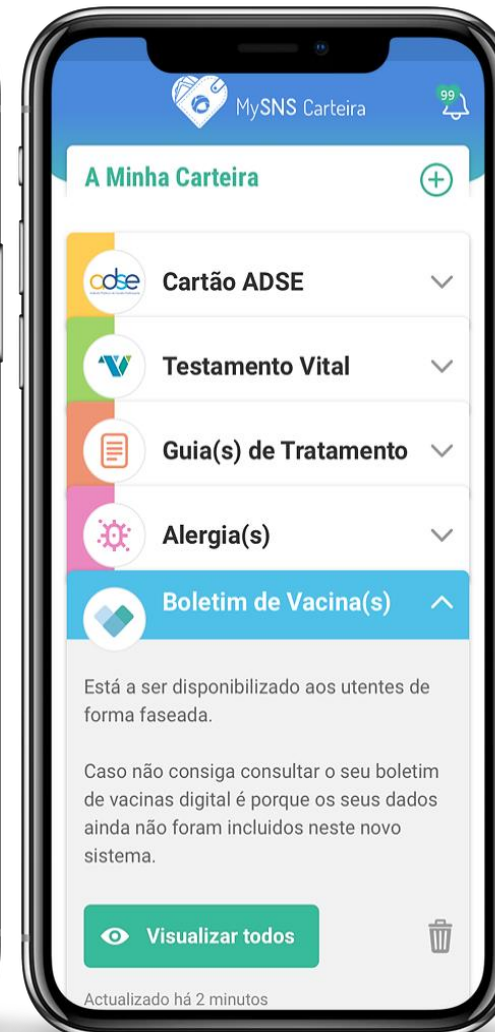 MySNS Carteira
99
A Minha Carteira
adse
Cartão ADSE
Testamento Vital
Guia(s) de Tratamento
Alergia(s)
Boletim de Vacina(s)
Está a ser disponibilizado aos utentes de
forma faseada.
Caso não consiga consultar o seu boletim
de vacinas digital é porque os seus dados
ainda não foram incluidos neste novo
sistema.
Visualizar todos
Actualizado há 2 minutos